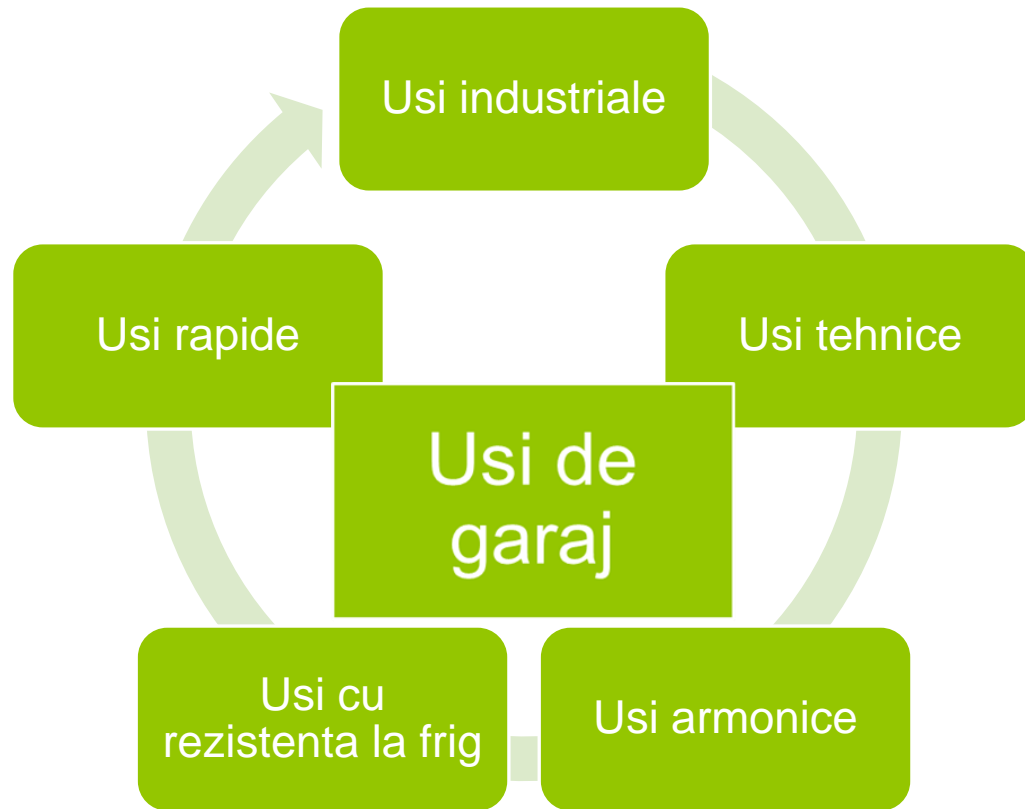 Usi industriale
Usi rapide
Usi tehnice
Usi de
garaj
Usi cu
rezistenta la frig
Usi armonice